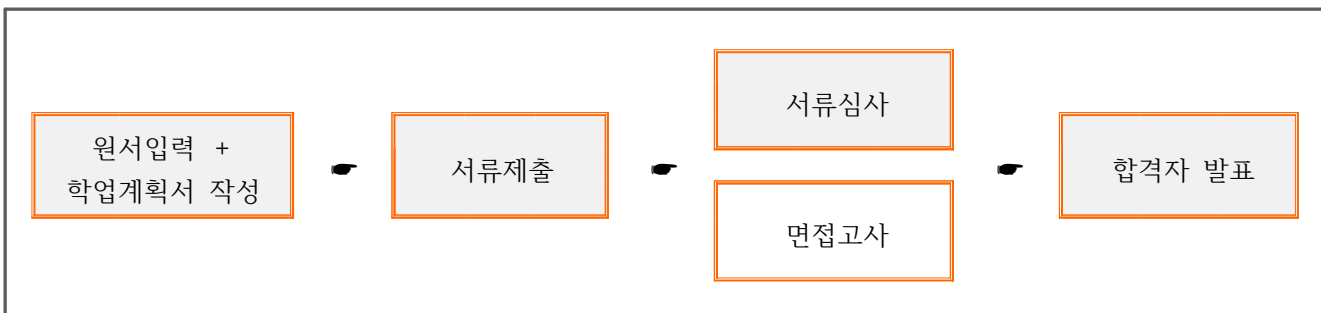 원서입력 +
학업계획서 작성
☛
서류제출
☛
서류심사
면접고사
☛
합격자 발표